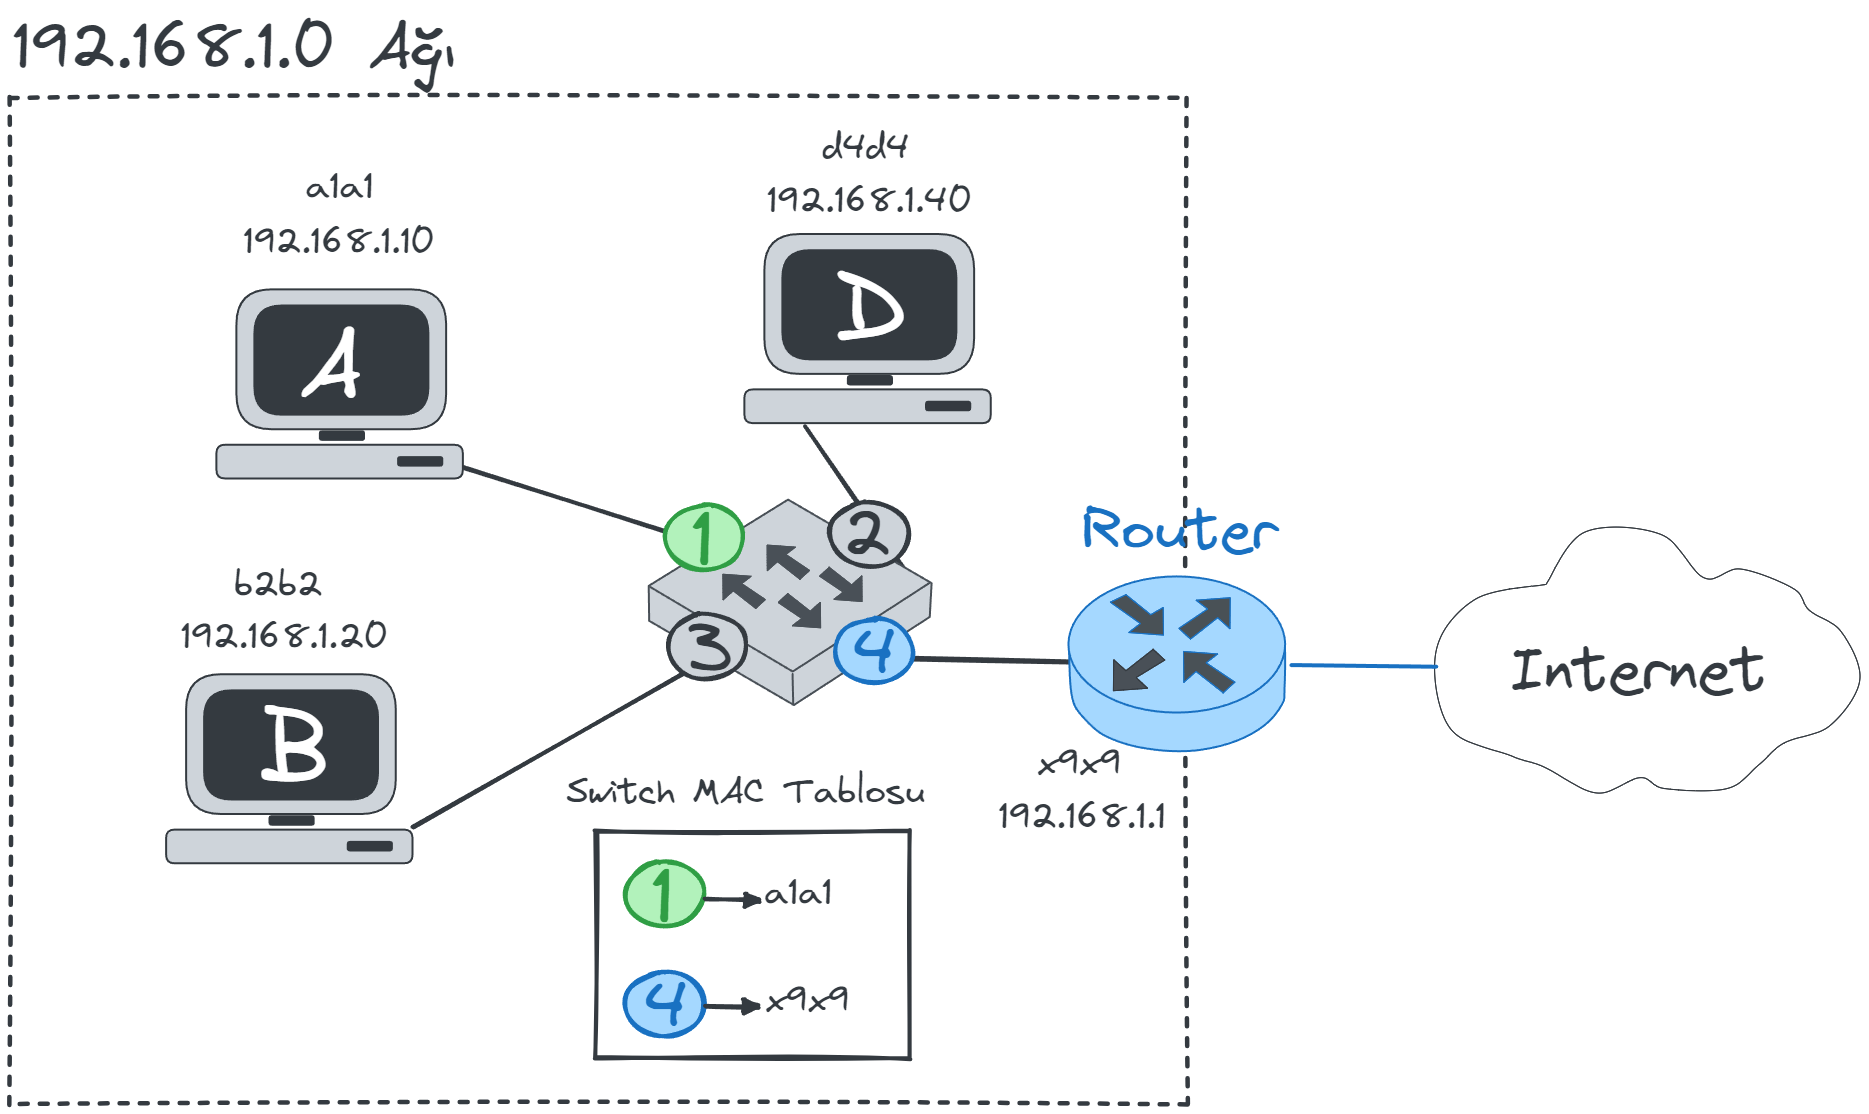 192.168.1.0 Ağı
d4d4
192.168.1.40
a1a1
192.168.1.10
D
A
1
2
Router
b2b2
192.168.1.20
3
4
Internet
B
x9x9
192.168.1.1
Switch MAC Tablosu
1 a1a1
4 x9x9